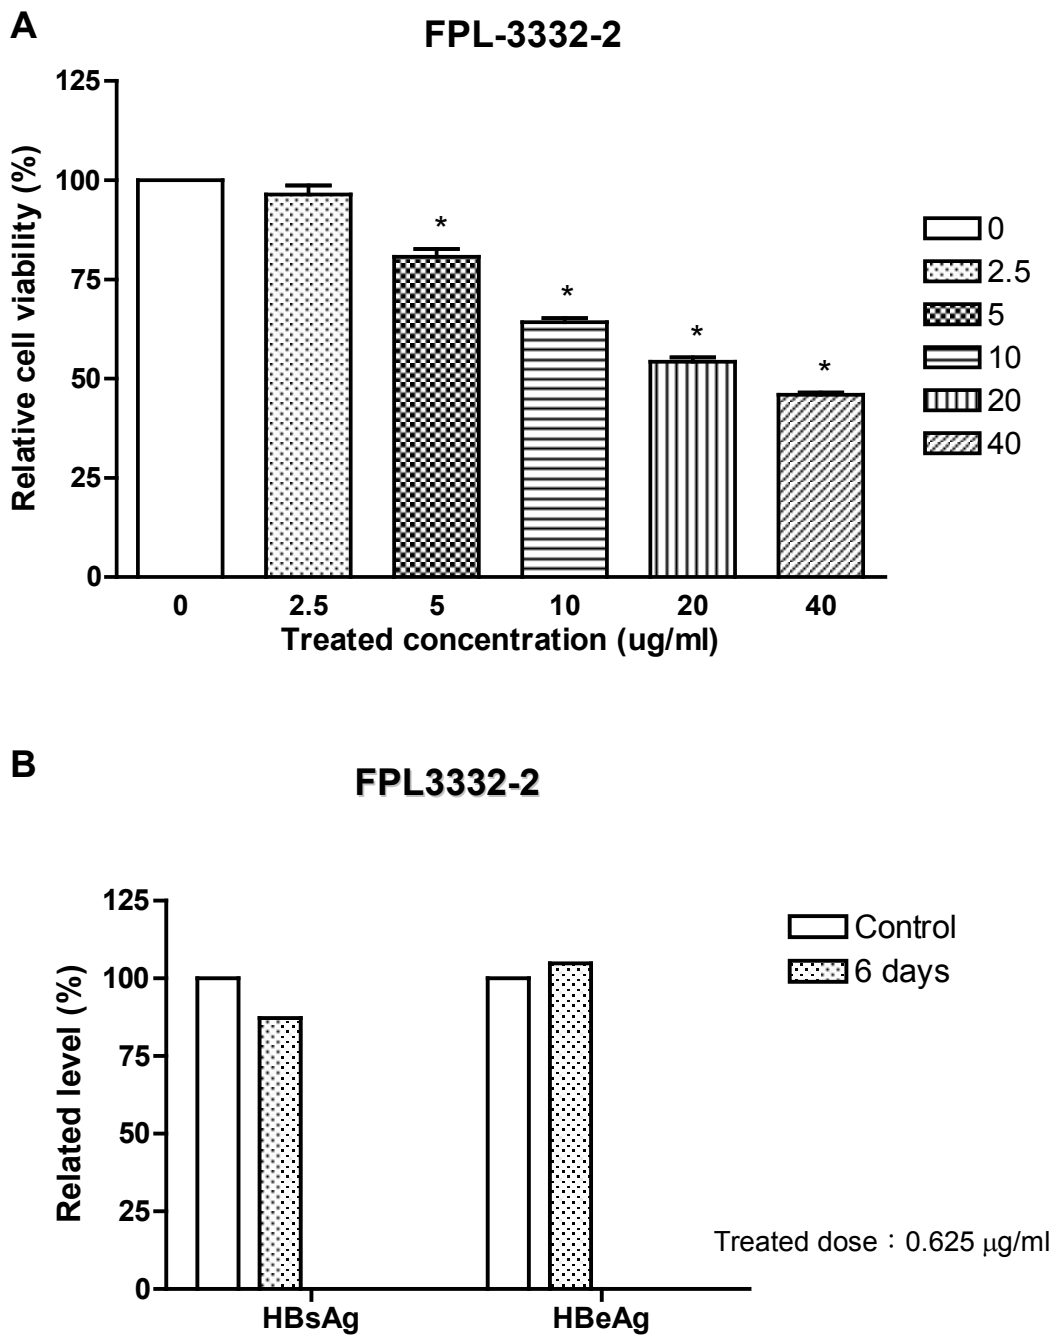 A
FPL-3332-2
125
100
75
50
25
0
Relative cell viability (%)
*
*
*
*
0 2.5 5 10 20 40
Treated concentration (ug/ml)
0
2.5
5
10
20
40
B
FPL3332-2
125
100
75
50
25
0
Related level (%)
HBsAg HBeAg
Control
6 days
Treated dose：0.625 μg/ml